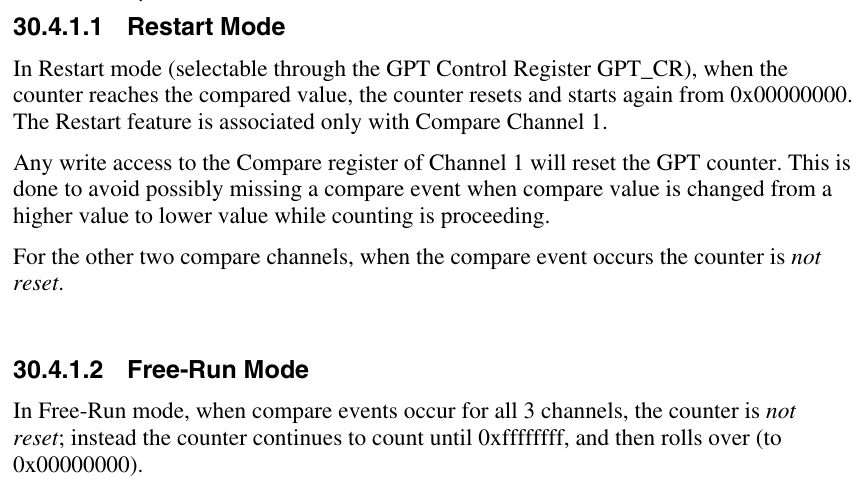 30.4.1.1 Restart Mode
In Restart mode (selectable through the GPT Control Register GPT_CR), when the
counter reaches the compared value, the counter resets and starts again from 0x00000000.
The Restart feature is associated only with Compare Channel 1.
Any write access to the Compare register of Channel 1 will reset the GPT counter. This is
done to avoid possibly missing a compare event when compare value is changed from a
higher value to lower value while counting is proceeding.
For the other two compare channels, when the compare event occurs the counter is not
reset.
30.4.1.2 Free-Run Mode
In Free-Run mode, when compare events occur for all 3 channels, the counter is not
reset; instead the counter continues to count until 0xffffffff, and then rolls over (to
0x00000000).